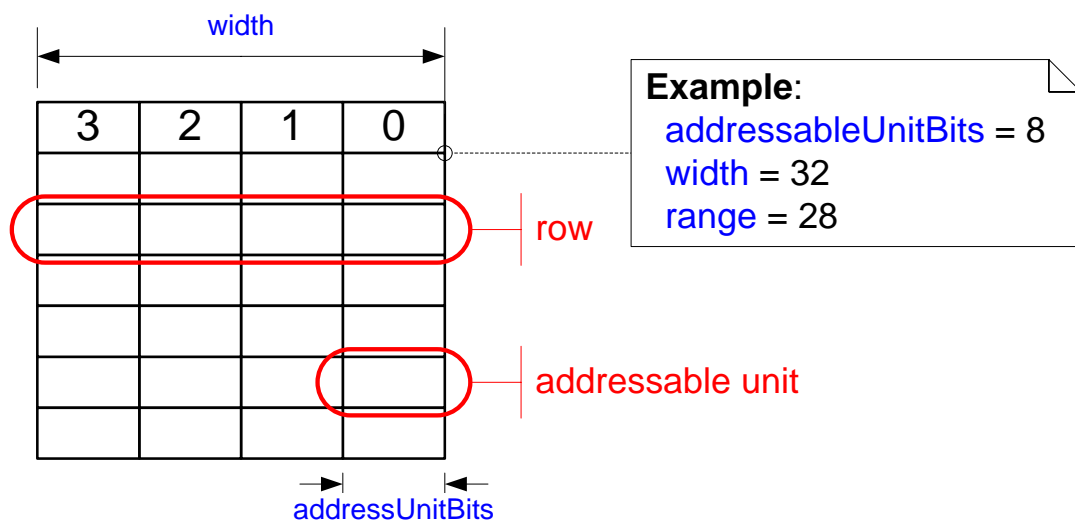 width
3 2 1 0
Example:
addressableUnitBits = 8
width = 32
range = 28
row
addressable unit
addressUnitBits